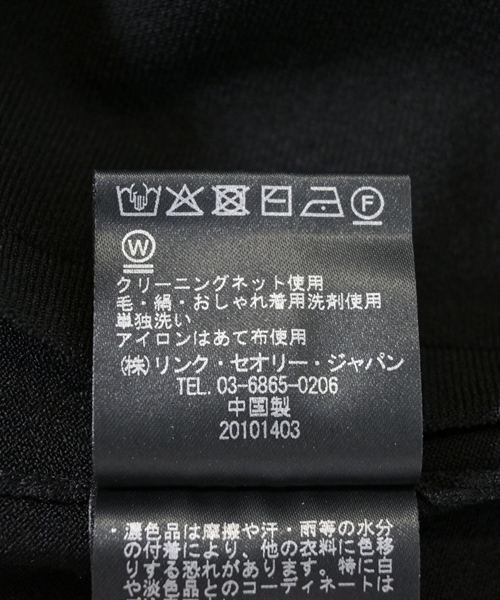 F
W
クリーニングネット使用
毛・絹・おしゃれ着用洗剤使用
単独洗い
アイロンはあて布使用
(株)リンク・セオリー・ジャパン
TEL. 03-6865-0206
中国製
20101403
・濃色品は摩擦や汗・雨等の水分
の付着により、他の衣料に色移
りする恐れがあります。特に白
や淡色品とのコーディネートは